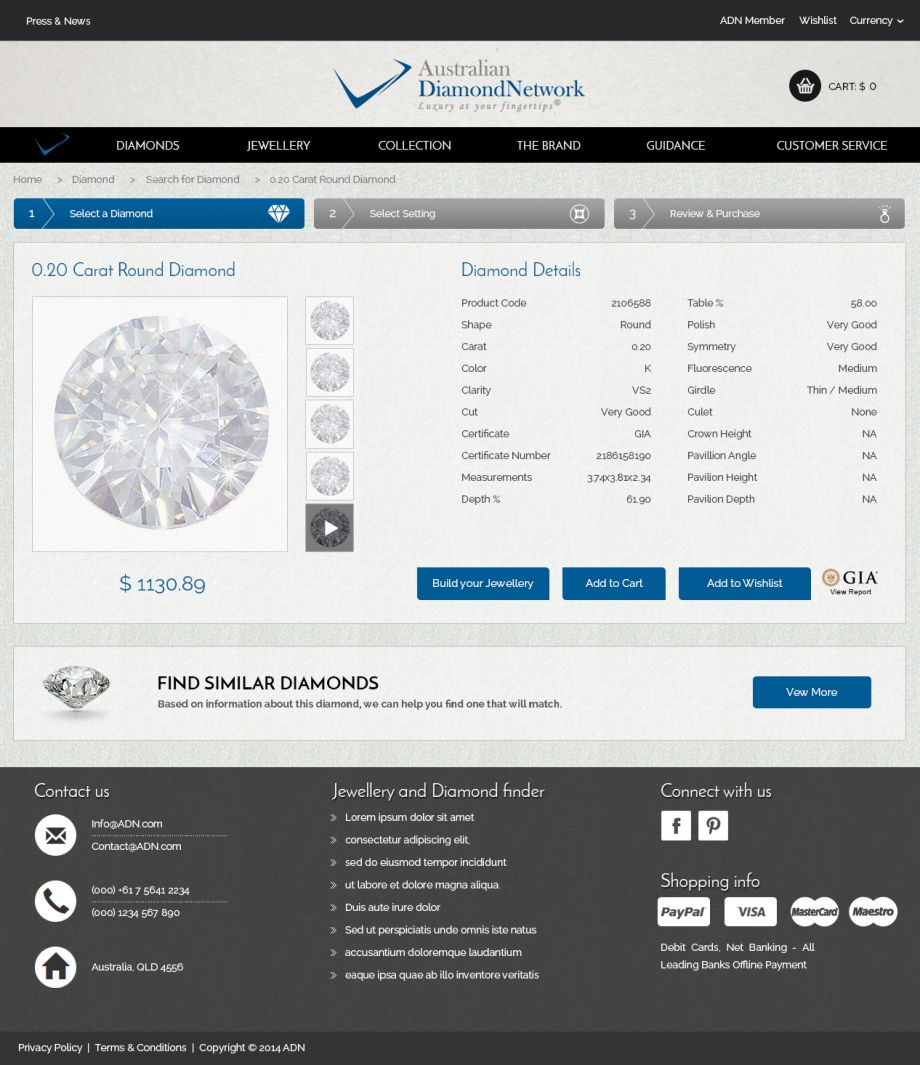 Press & News
ADN Member Wishlist Currency
Australian
DiamondNetwork
Luxury at your fingertips©
CART: $ 0
DIAMONDS JEWELLERY COLLECTION THE BRAND GUIDANCE CUSTOMER SERVICE
Home > Diamond > Search for Diamond > 0.20 Carat Round Diamond
1 Select a Diamond
2 Select Setting
3 Review & Purchase
0.20 Carat Round Diamond
$ 1130.89
Diamond Details
Product Code 2106588
Shape Round
Carat 0.20
Color K
Clarity VS2
Cut Very Good
Certificate GIA
Certificate Number 2186158190
Measurements 3.74x3.81x2.34
Depth % 61.90
Table % 58.00
Polish Very Good
Symmetry Very Good
Fluorescence Medium
Girdle Thin / Medium
Culet None
Crown Height NA
Pavillion Angle NA
Pavilion Height NA
Pavilion Depth NA
Build your Jewellery
Add to Cart
Add to Wishlist
GIA
View Report
FIND SIMILAR DIAMONDS
Based on information about this diamond, we can help you find one that will match.
Vew More
Contact us
Info@ADN.com
Contact@ADN.com
(000) +61 7 5641 2234
(000) 1234 567 890
Australia, QLD 4556
Jewellery and Diamond finder
Lorem ipsum dolor sit amet
consectetur adipiscing elit,
sed do eiusmod tempor incididunt
ut labore et dolore magna aliqua.
Duis aute irure dolor
Sed ut perspiciatis unde omnis iste natus
accusantium doloremque laudantium
eaque ipsa quae ab illo inventore veritatis
Connect with us
Shopping info
PayPal VISA MasterCard Maestro
Debit Cards, Net Banking - All
Leading Banks Offline Payment
Privacy Policy | Terms & Conditions | Copyright © 2014 ADN